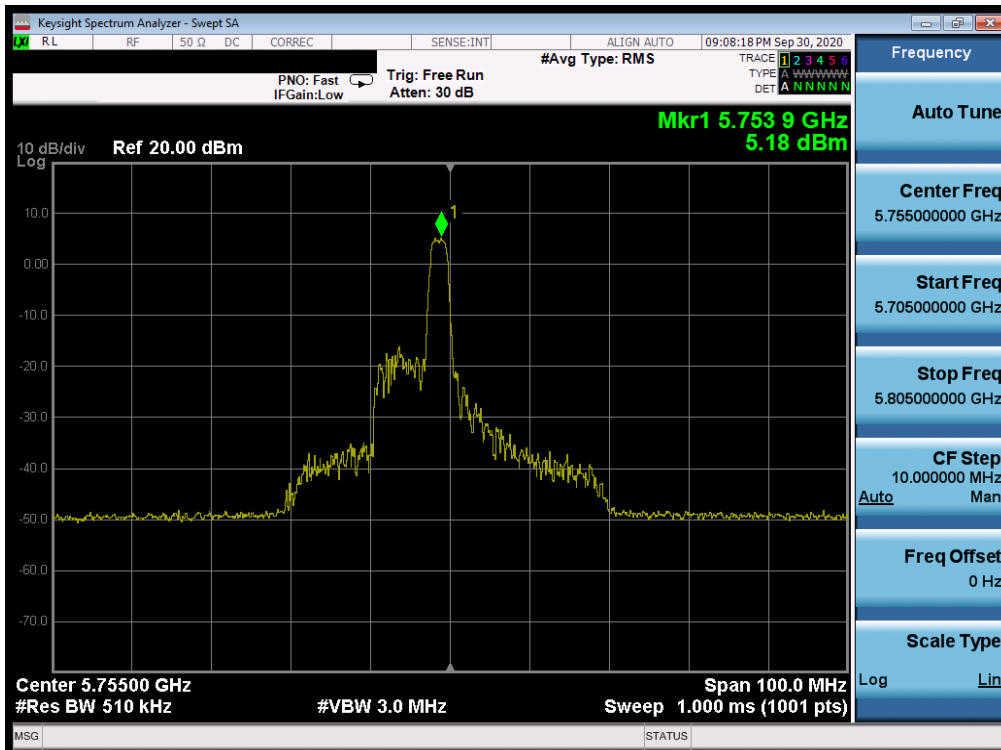 Keysight Spectrum Analyzer - Swept SA
LXI RL RF 50 Ω DC CORREC SENSE:INT ALIGN AUTO 09:08:18 PM Sep 30, 2020
Frequency
#Avg Type: RMS TRACE 1 2 3 4 5 6
PNO: Fast Trig: Free Run TYPE A WWWWW
IFGain:Low Atten: 30 dB DET A N N N N N
Auto Tune
Mkr1 5.753 9 GHz
5.18 dBm
10 dB/div Ref 20.00 dBm
Log
1
10.0
0.00
-10.0
-20.0
-30.0
-40.0
-50.0
-60.0
-70.0
Center Freq
5.755000000 GHz
Start Freq
5.705000000 GHz
Stop Freq
5.805000000 GHz
CF Step
10.000000 MHz
Auto Man
Freq Offset
0 Hz
Scale Type
Log Lin
Center 5.75500 GHz Span 100.0 MHz
#Res BW 510 kHz #VBW 3.0 MHz Sweep 1.000 ms (1001 pts)
MSG STATUS